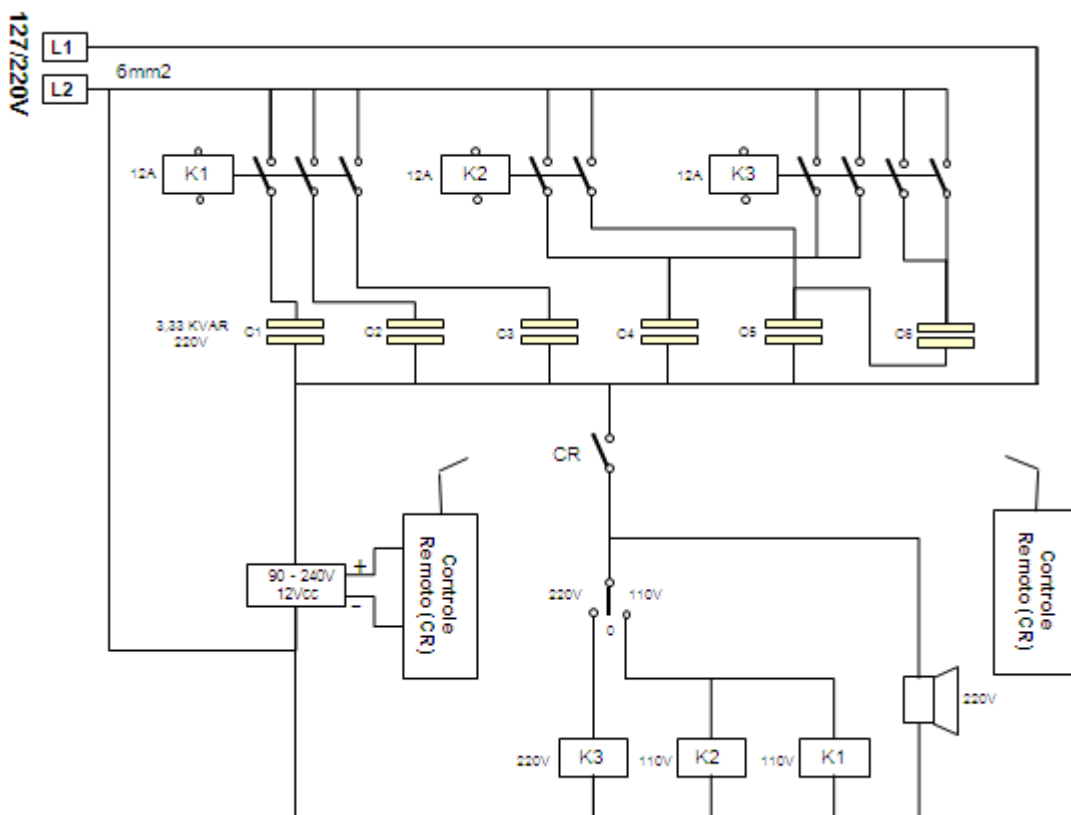 127/220V
L1
L2
6mm2
12A
K1
12A
K2
12A
K3
3,33 KVAR
220V
C1
C2
C3
C4
C5
C6
CR
Controle
Remoto (CR)
Controle
Remoto (CR)
90 - 240V
12Vcc
+
–
220V
110V
0
220V
220V
K3
110V
K2
110V
K1